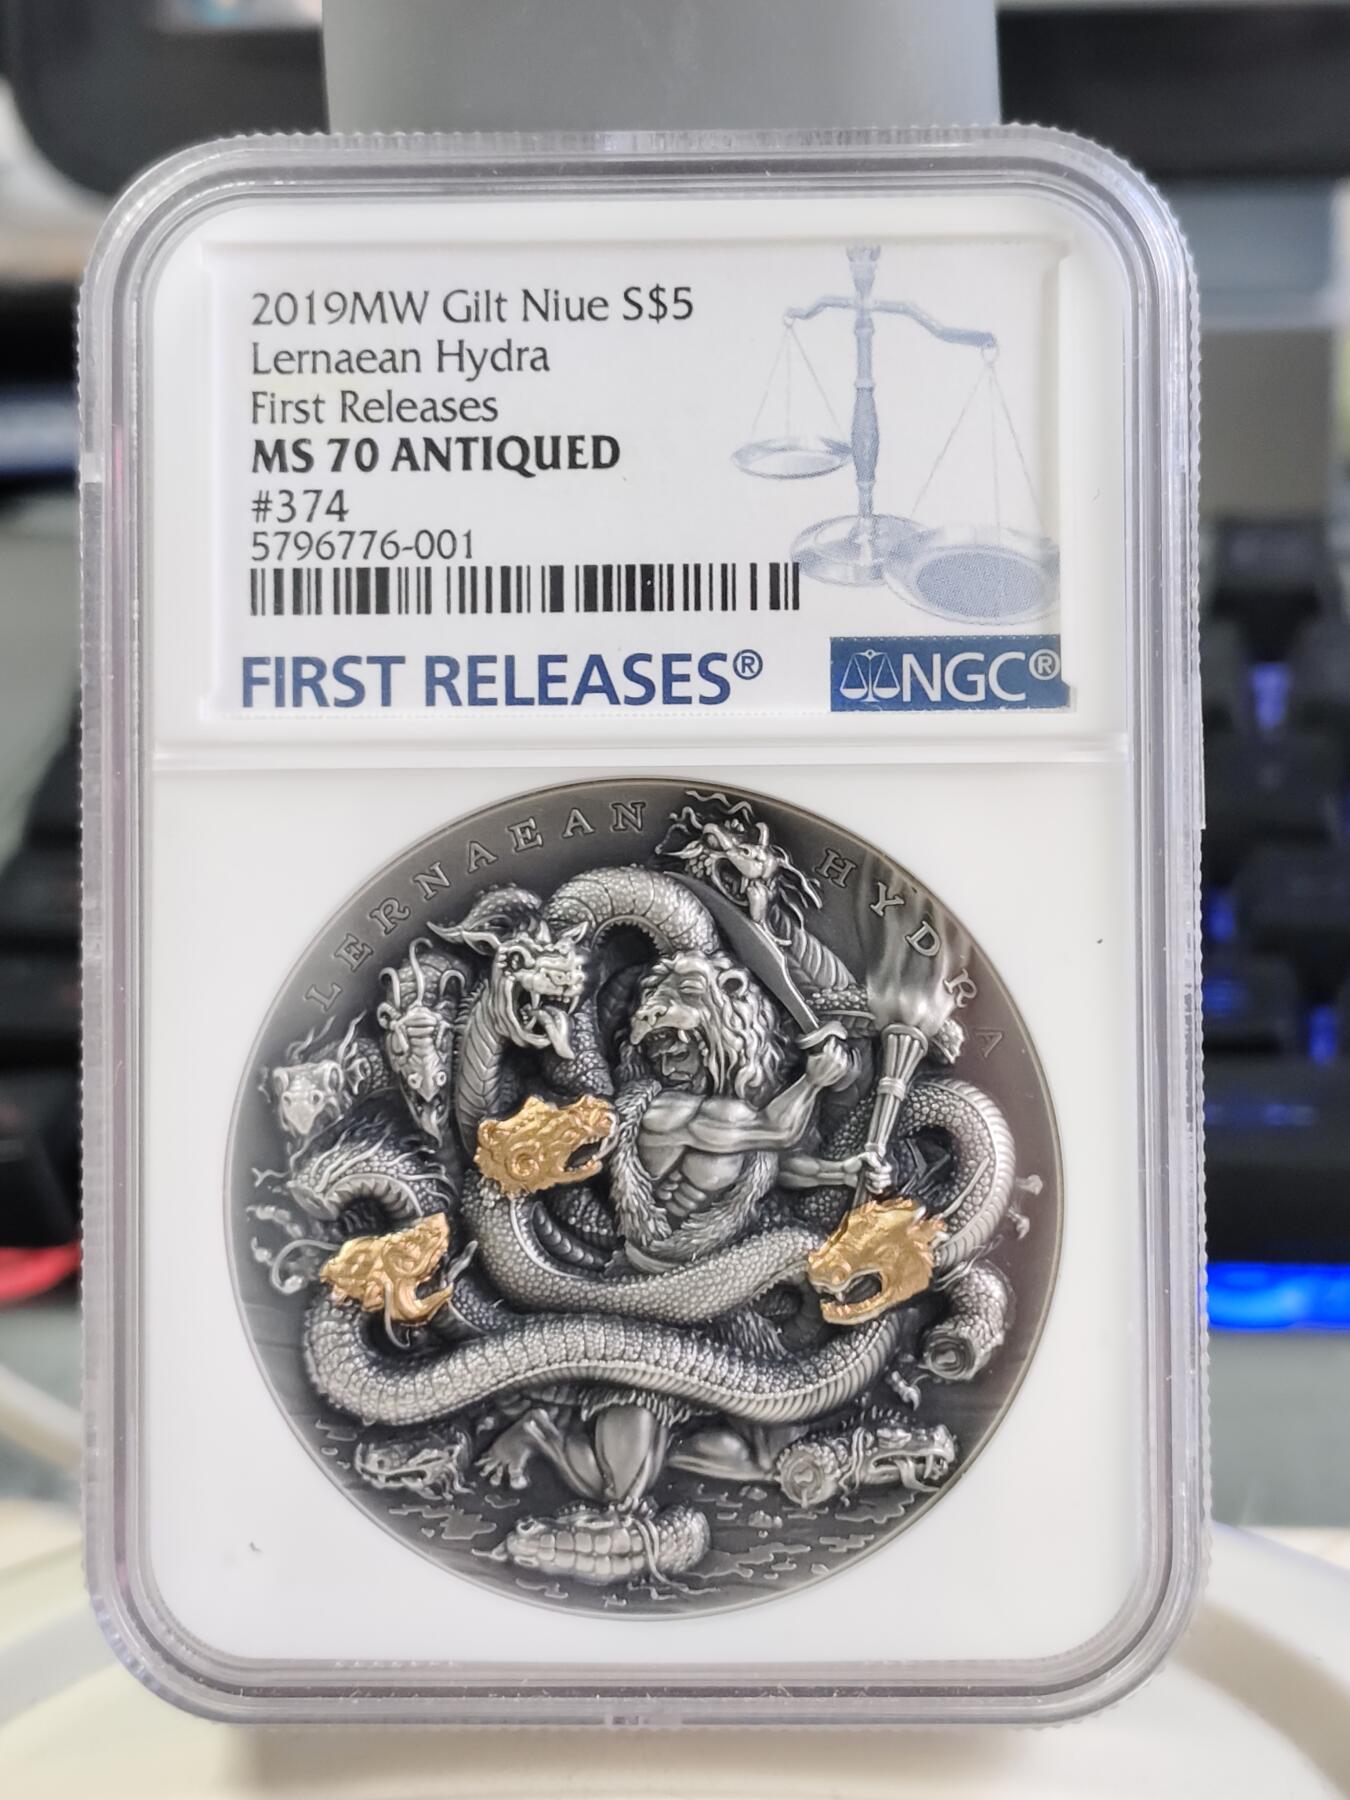 2019MW Gilt Niue S$5
Lernaean Hydra
First Releases
MS 70 ANTIQUED
#374
5796776-001
FIRST RELEASES®
NGC®
LERNAEAN HYDRA